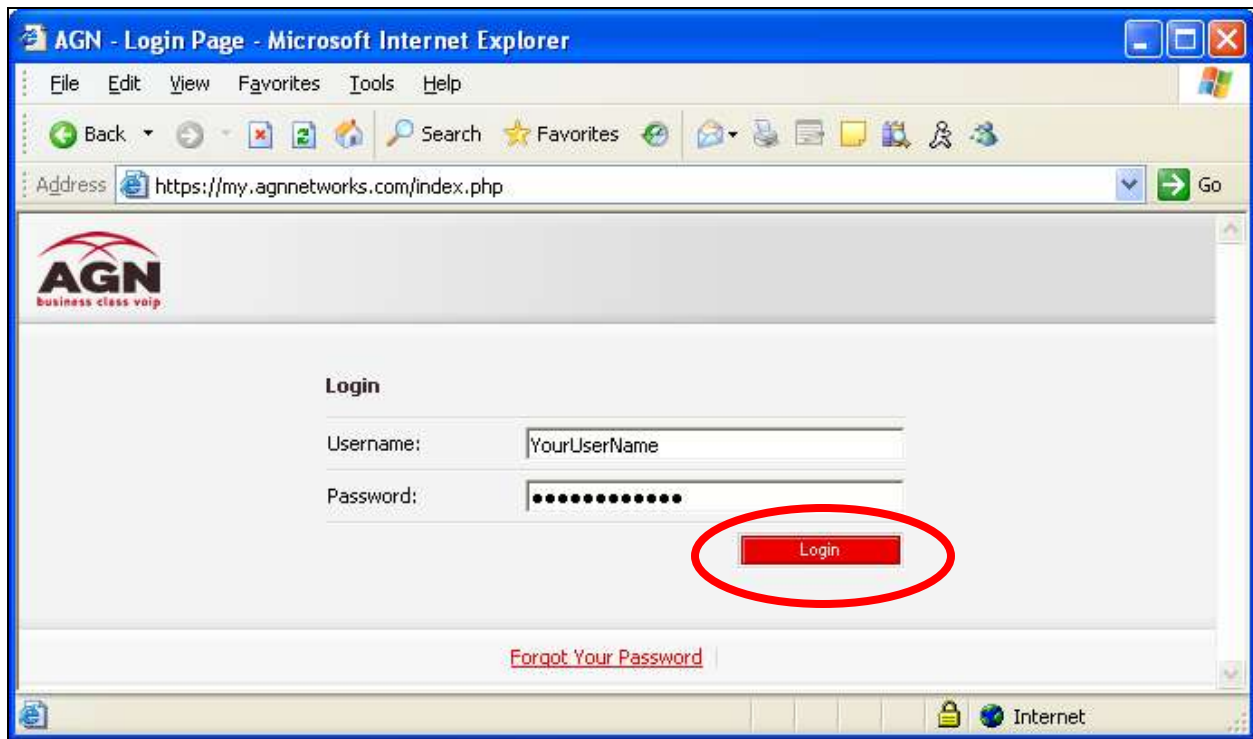 AGN - Login Page - Microsoft Internet Explorer
File Edit View Favorites Tools Help
Back Search Favorites
Address https://my.agnnetworks.com/index.php Go
AGN
business class voip
Login
Username: YourUserName
Password: ••••••••••••
Login
Forgot Your Password
Internet